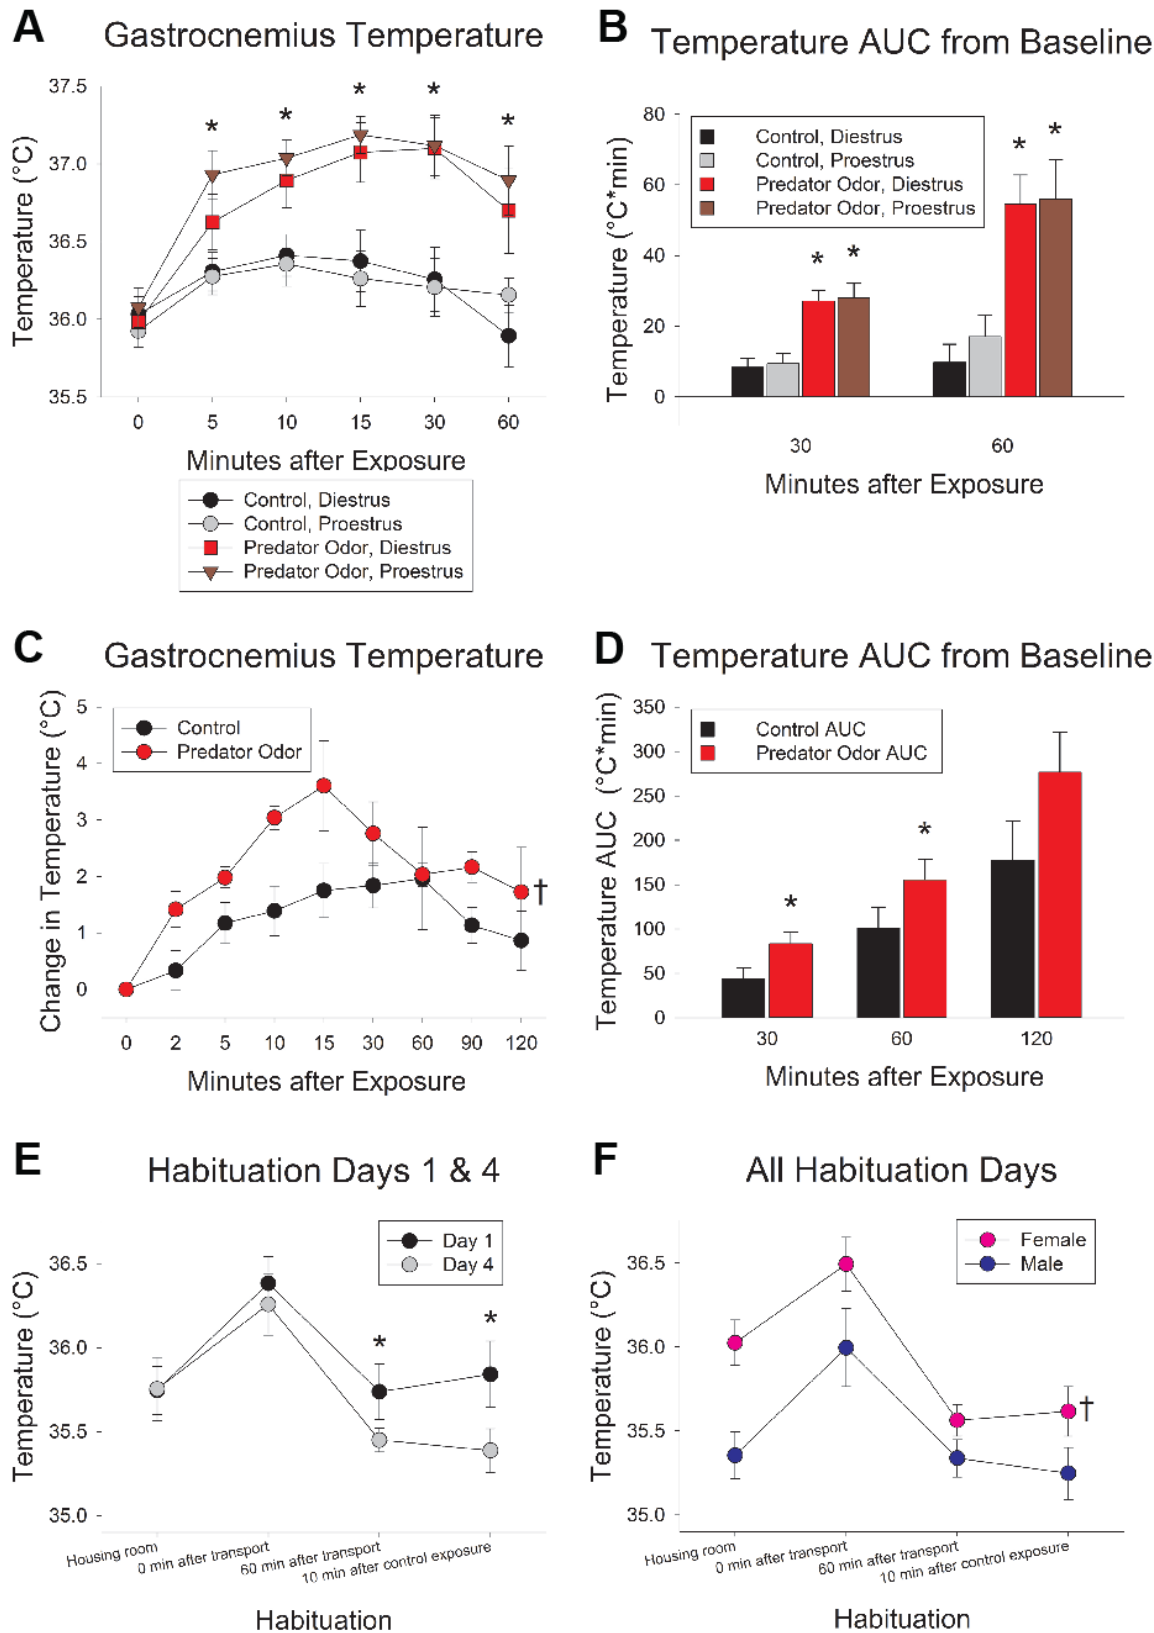 A
Gastrocnemius Temperature
Temperature (°C)
37.5
37.0
36.5
36.0
35.5
*
*
*
*
*
0 5 10 15 30 60
Minutes after Exposure
Control, Diestrus
Control, Proestrus
Predator Odor, Diestrus
Predator Odor, Proestrus
B
Temperature AUC from Baseline
Temperature (°C*min)
80
60
40
20
0
Control, Diestrus
Control, Proestrus
Predator Odor, Diestrus
Predator Odor, Proestrus
* *
* *
30 60
Minutes after Exposure
C
Gastrocnemius Temperature
Change in Temperature (°C)
5
4
3
2
1
0
Control
Predator Odor
†
0 2 5 10 15 30 60 90 120
Minutes after Exposure
D
Temperature AUC from Baseline
Temperature AUC (°C*min)
350
300
250
200
150
100
50
0
Control AUC
Predator Odor AUC
*
*
30 60 120
Minutes after Exposure
E
Habituation Days 1 & 4
Temperature (°C)
36.5
36.0
35.5
35.0
Day 1
Day 4
*
*
Housing room
0 min after transport
60 min after transport
10 min after control exposure
Habituation
F
All Habituation Days
Temperature (°C)
36.5
36.0
35.5
35.0
Female
Male
†
Housing room
0 min after transport
60 min after transport
10 min after control exposure
Habituation